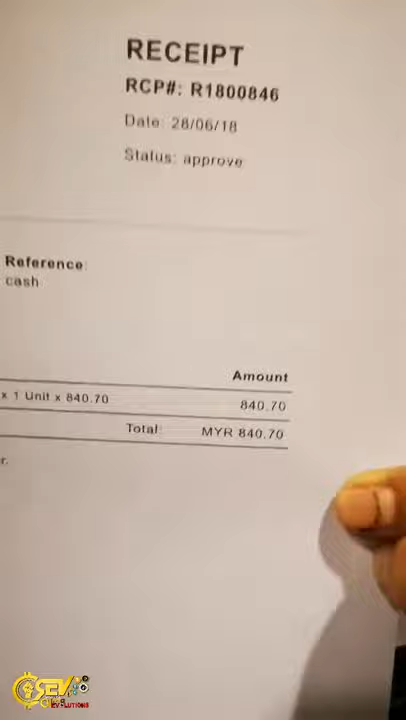 RECEIPT
RCP#: R1800846
Date: 28/06/18
Status: approve
Reference:
cash
Amount
x 1 Unit x 840.70 840.70
Total: MYR 840.70
r.